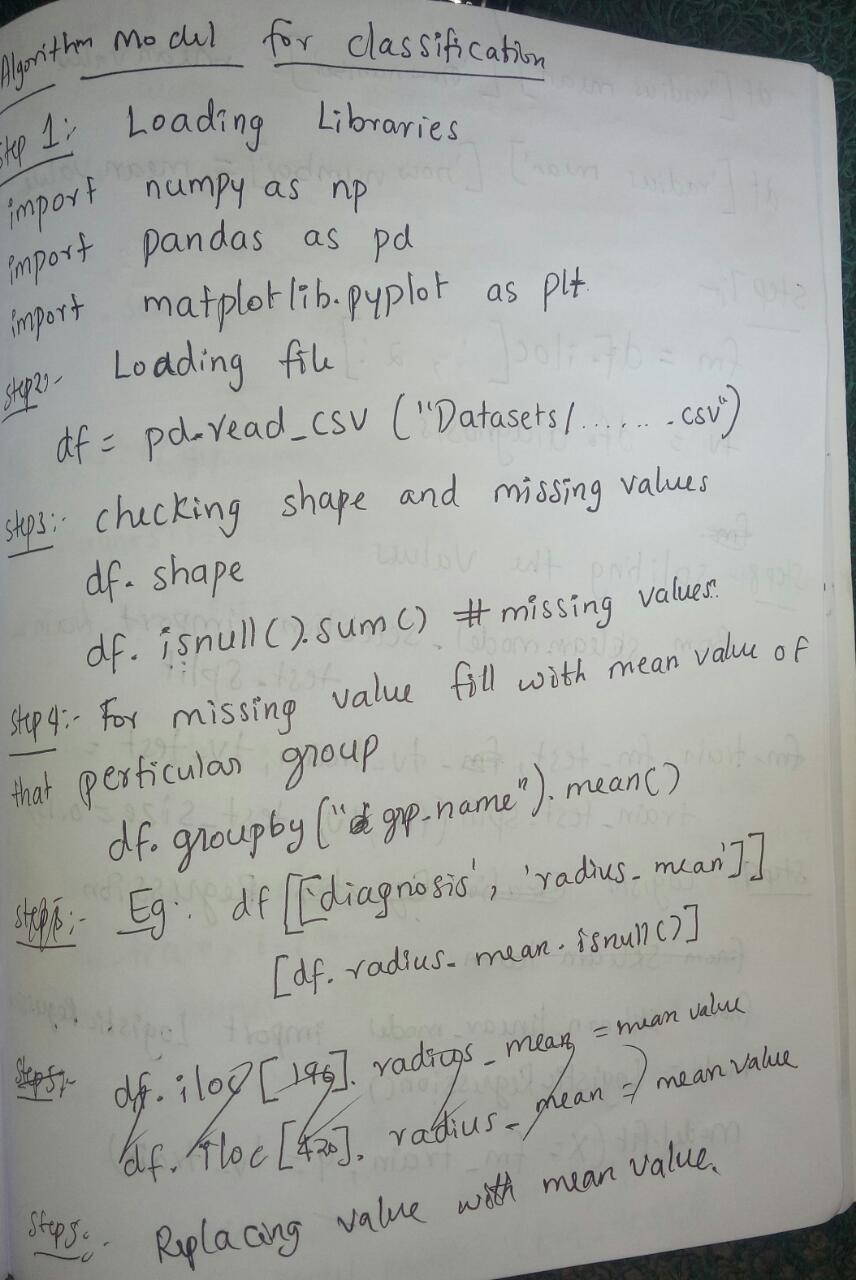 Algorithm Model for classification
Step 1:- Loading Libraries
import numpy as np
import pandas as pd
import matplotlib.pyplot as plt.
Step2:- Loading file
df = pd.read_csv ("Datasets/.......csv")
step3:- checking shape and missing values
df. shape
df. isnull().sum() # missing values.
Step 4:- For missing value fill with mean value of
that perticular group
df. groupby ("grp-name"). mean()
Eg:. df [['diagnosis', 'radius_mean']]
[df. radius_mean.isnull()]
Step5:- df. iloc [196]. radius_mean = mean value
df. iloc [420]. radius_mean = mean value
Step5:. Replacing value with mean value.